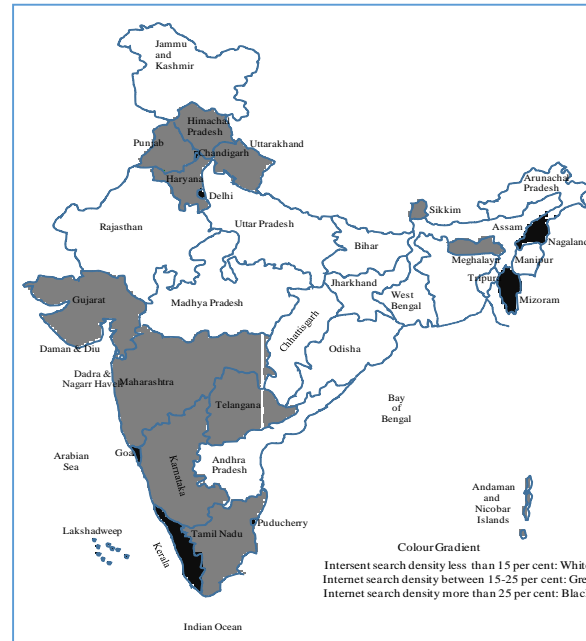 Jammu
and
Kashmir
Himachal
Pradesh
Punjab
Chandigarh
Uttarakhand
Haryana
Delhi
Arunachal
Pradesh
Sikkim
Rajasthan
Uttar Pradesh
Assam
Nagaland
Bihar
Meghalaya
Manipur
Jharkhand
Tripur
Gujarat
Madhya Pradesh
West
Bengal
Mizoram
Chhattisgarh
Daman & Diu
Odisha
Dadra &
Nagarr Haveli
Maharashtra
Telangana
Bay
of
Bengal
Arabian
Sea
Goa
Karnataka
Andhra
Pradesh
Andaman
and
Nicobar
Islands
Puducherry
Lakshadweep
Tamil Nadu
Kerala
Colour Gradient
Intersent search density less than 15 per cent: White
Internet search density between 15-25 per cent: Gre
Internet search density more than 25 per cent: Blac
Indian Ocean